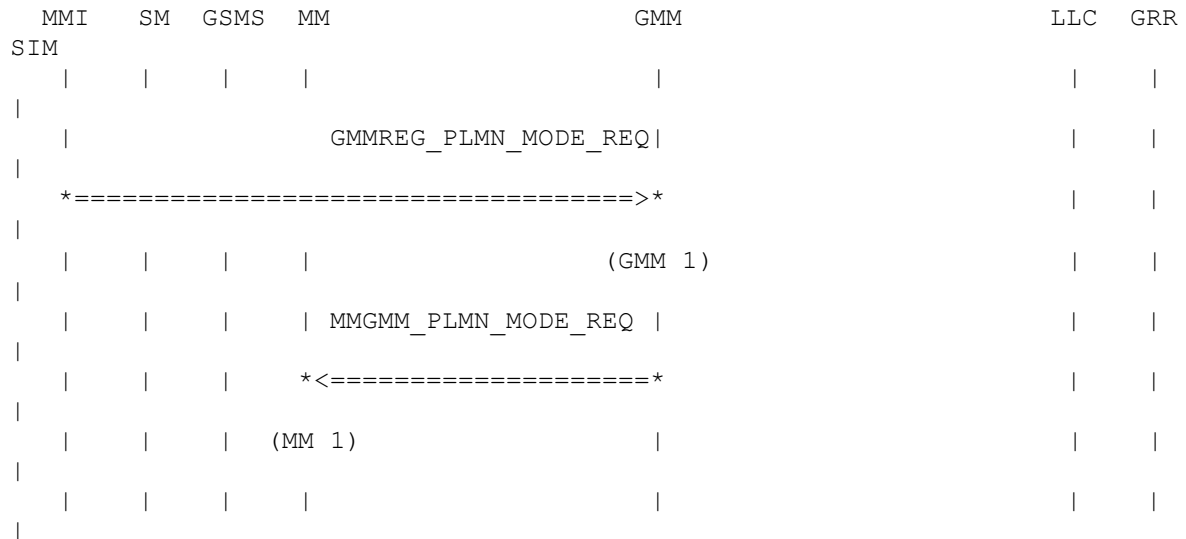 MMI SM GSMS MM GMM LLC GRR
SIM
| | | | | | |
|
| GMMREG_PLMN_MODE_REQ| | |
|
*===================================>* | |
|
| | | | (GMM 1) | |
|
| | | | MMGMM_PLMN_MODE_REQ | | |
|
| | | *<====================* | |
|
| | | (MM 1) | | |
|
| | | | | | |
|